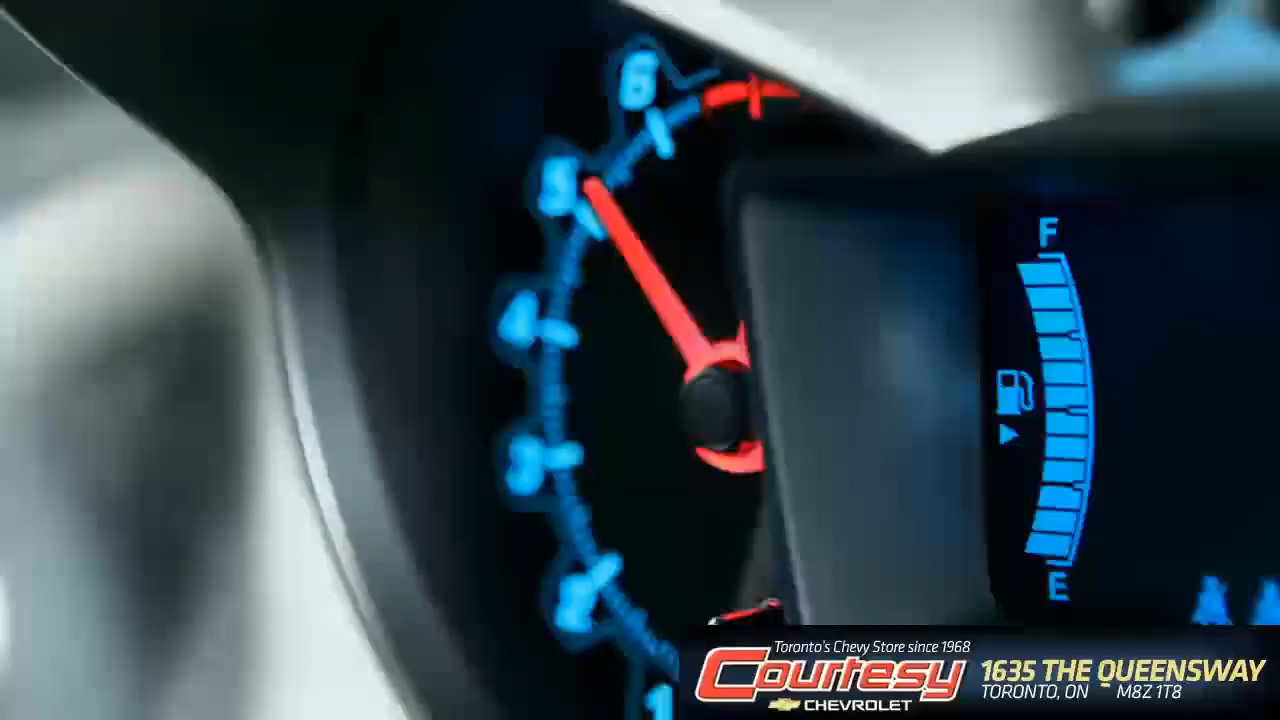 6
5
4
3
2
1
F
E
Toronto's Chevy Store since 1968
Courtesy
CHEVROLET
1635 THE QUEENSWAY
TORONTO, ON - M8Z 1T8